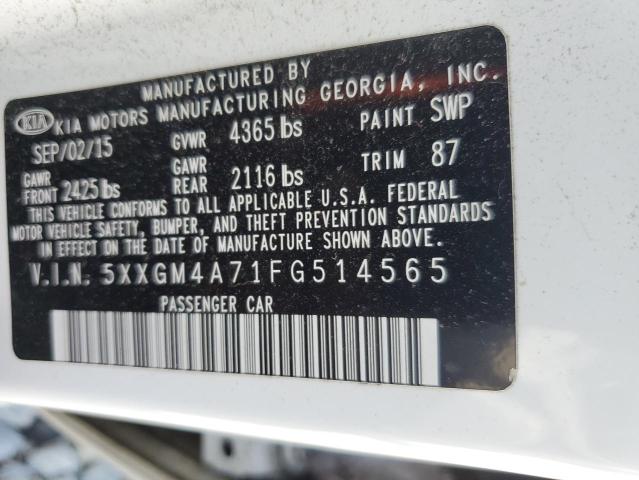 MANUFACTURED BY
KIA KIA MOTORS MANUFACTURING GEORGIA, INC.
SEP/02/15 GVWR 4365 lbs PAINT SWP
GAWR FRONT 2425 lbs GAWR REAR 2116 lbs TRIM 87
THIS VEHICLE CONFORMS TO ALL APPLICABLE U.S.A. FEDERAL
MOTOR VEHICLE SAFETY, BUMPER, AND THEFT PREVENTION STANDARDS
IN EFFECT ON THE DATE OF MANUFACTURE SHOWN ABOVE.
V.I.N. 5XXGM4A71FG514565
PASSENGER CAR